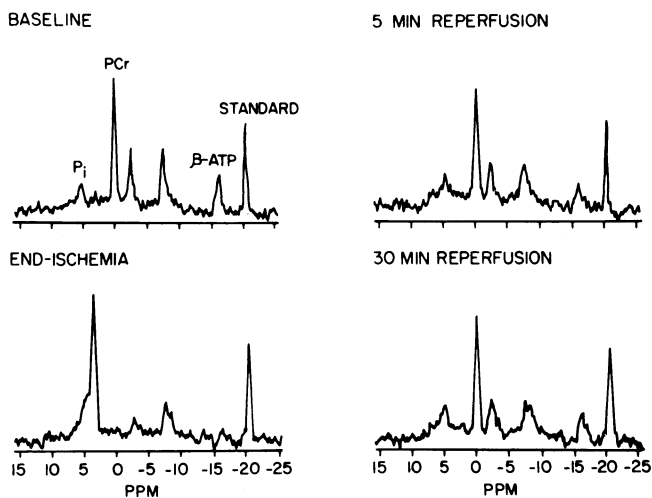 BASELINE
5 MIN REPERFUSION
PCr
STANDARD
β-ATP
Pi
END-ISCHEMIA
30 MIN REPERFUSION
15 10 5 0 -5 -10 -15 -20 -25
PPM
15 10 5 0 -5 -10 -15 -20 -25
PPM